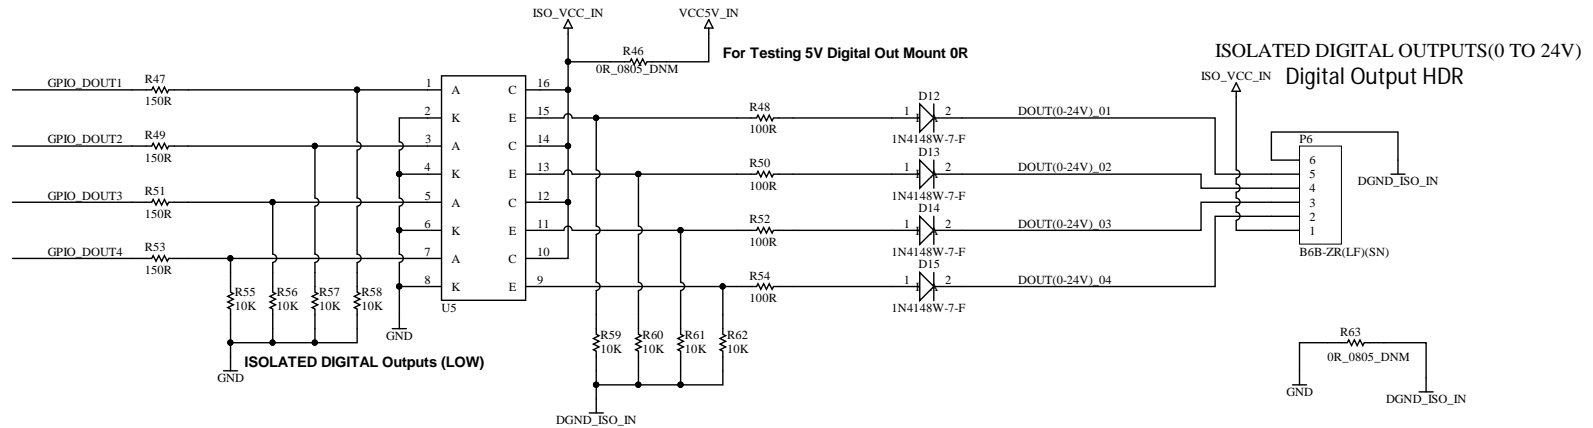 ISO_VCC_IN
VCC5V_IN
R46
0R_0805_DNM
For Testing 5V Digital Out Mount 0R
ISOLATED DIGITAL OUTPUTS(0 TO 24V)
Digital Output HDR
ISO_VCC_IN
GPIO_DOUT1
R47
150R
GPIO_DOUT2
R49
150R
GPIO_DOUT3
R51
150R
GPIO_DOUT4
R53
150R
1 A C 16
2 K E 15
3 A C 14
4 K E 13
5 A C 12
6 K E 11
7 A C 10
8 K E 9
U5
R48
100R
R50
100R
R52
100R
R54
100R
D12
1 2
1N4148W-7-F
D13
1 2
1N4148W-7-F
D14
1 2
1N4148W-7-F
D15
1 2
1N4148W-7-F
DOUT(0-24V)_01
DOUT(0-24V)_02
DOUT(0-24V)_03
DOUT(0-24V)_04
P6
6
5
4
3
2
1
B6B-ZR(LF)(SN)
DGND_ISO_IN
R55 R56 R57 R58
10K 10K 10K 10K
GND
GND
ISOLATED DIGITAL Outputs (LOW)
R59 R60 R61 R62
10K 10K 10K 10K
DGND_ISO_IN
R63
0R_0805_DNM
GND
DGND_ISO_IN